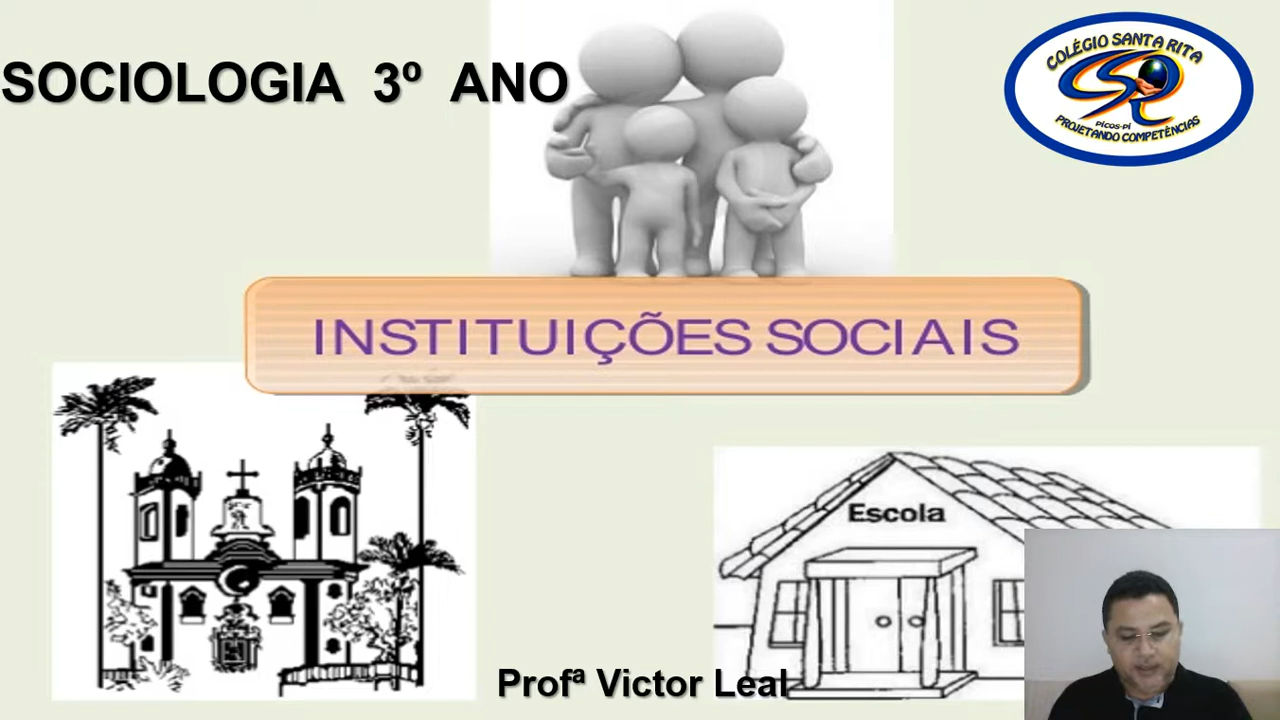 SOCIOLOGIA 3º ANO
COLÉGIO SANTA RITA
PICOS-PI
PROJETANDO COMPETÊNCIAS
INSTITUIÇÕES SOCIAIS
Escola
Profª Victor Leal